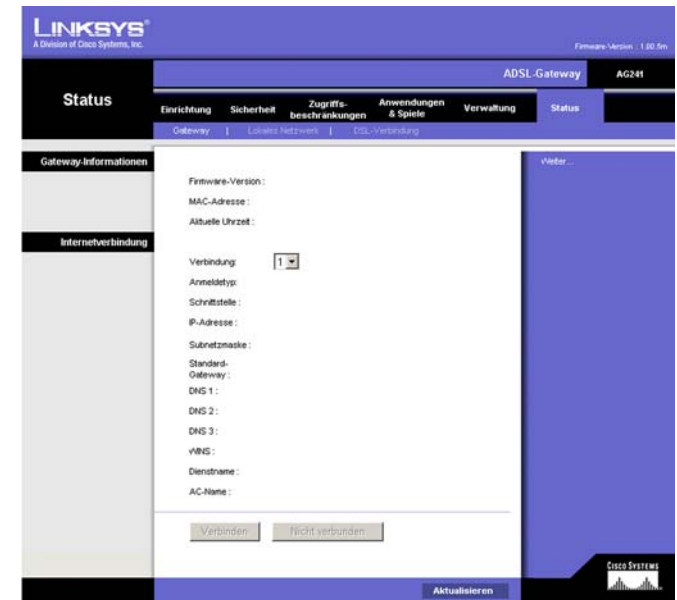 LINKSYS®
A Division of Cisco Systems, Inc.
Firmware-Version : 1.00.5m
ADSL-Gateway
AG241
Status
Einrichtung
Sicherheit
Zugriffs-
beschränkungen
Anwendungen
& Spiele
Verwaltung
Status
Gateway | Lokales Netzwerk | DSL-Verbindung
Gateway-Informationen
Weiter...
Firmware-Version :
MAC-Adresse :
Aktuelle Uhrzeit :
Internetverbindung
Verbindung: 1
Anmeldetyp:
Schnittstelle :
IP-Adresse :
Subnetzmaske :
Standard-
Gateway :
DNS 1 :
DNS 2 :
DNS 3 :
WINS :
Dienstname :
AC-Name :
Verbinden
Nicht verbunden
Aktualisieren
CISCO SYSTEMS